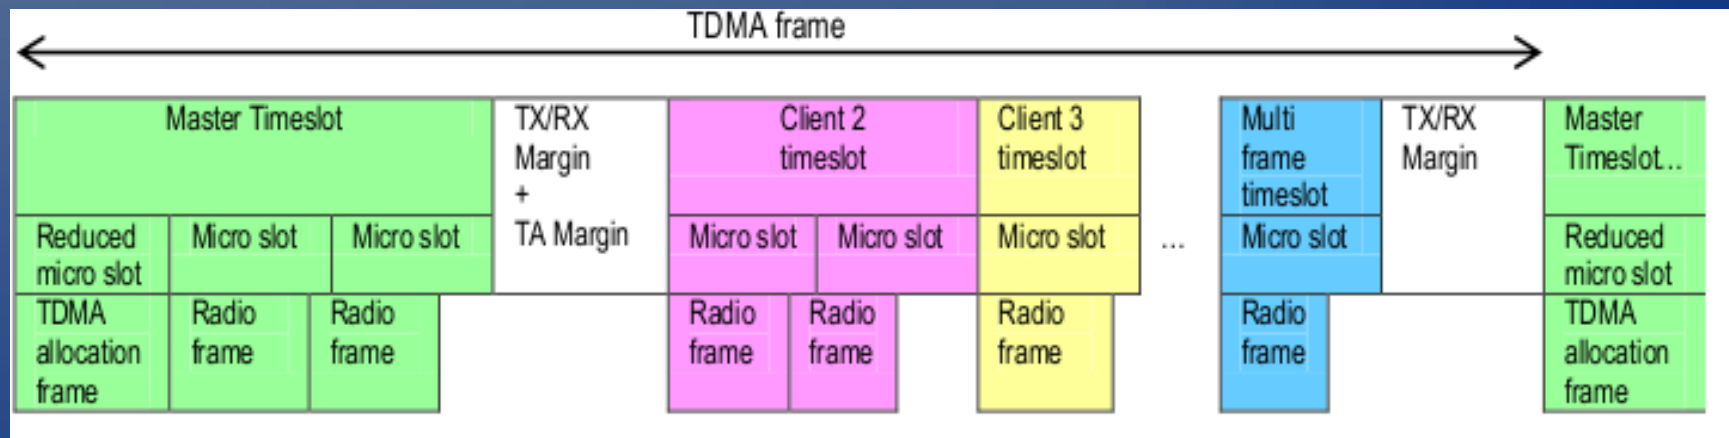 TDMA frame
Master Timeslot
TX/RX
Margin
+
TA Margin
Client 2
timeslot
Client 3
timeslot
Multi
frame
timeslot
TX/RX
Margin
Master
Timeslot...
Reduced
micro slot
Micro slot
Micro slot
Micro slot
Micro slot
Micro slot
...
Micro slot
Reduced
micro slot
TDMA
allocation
frame
Radio
frame
Radio
frame
Radio
frame
Radio
frame
Radio
frame
Radio
frame
TDMA
allocation
frame